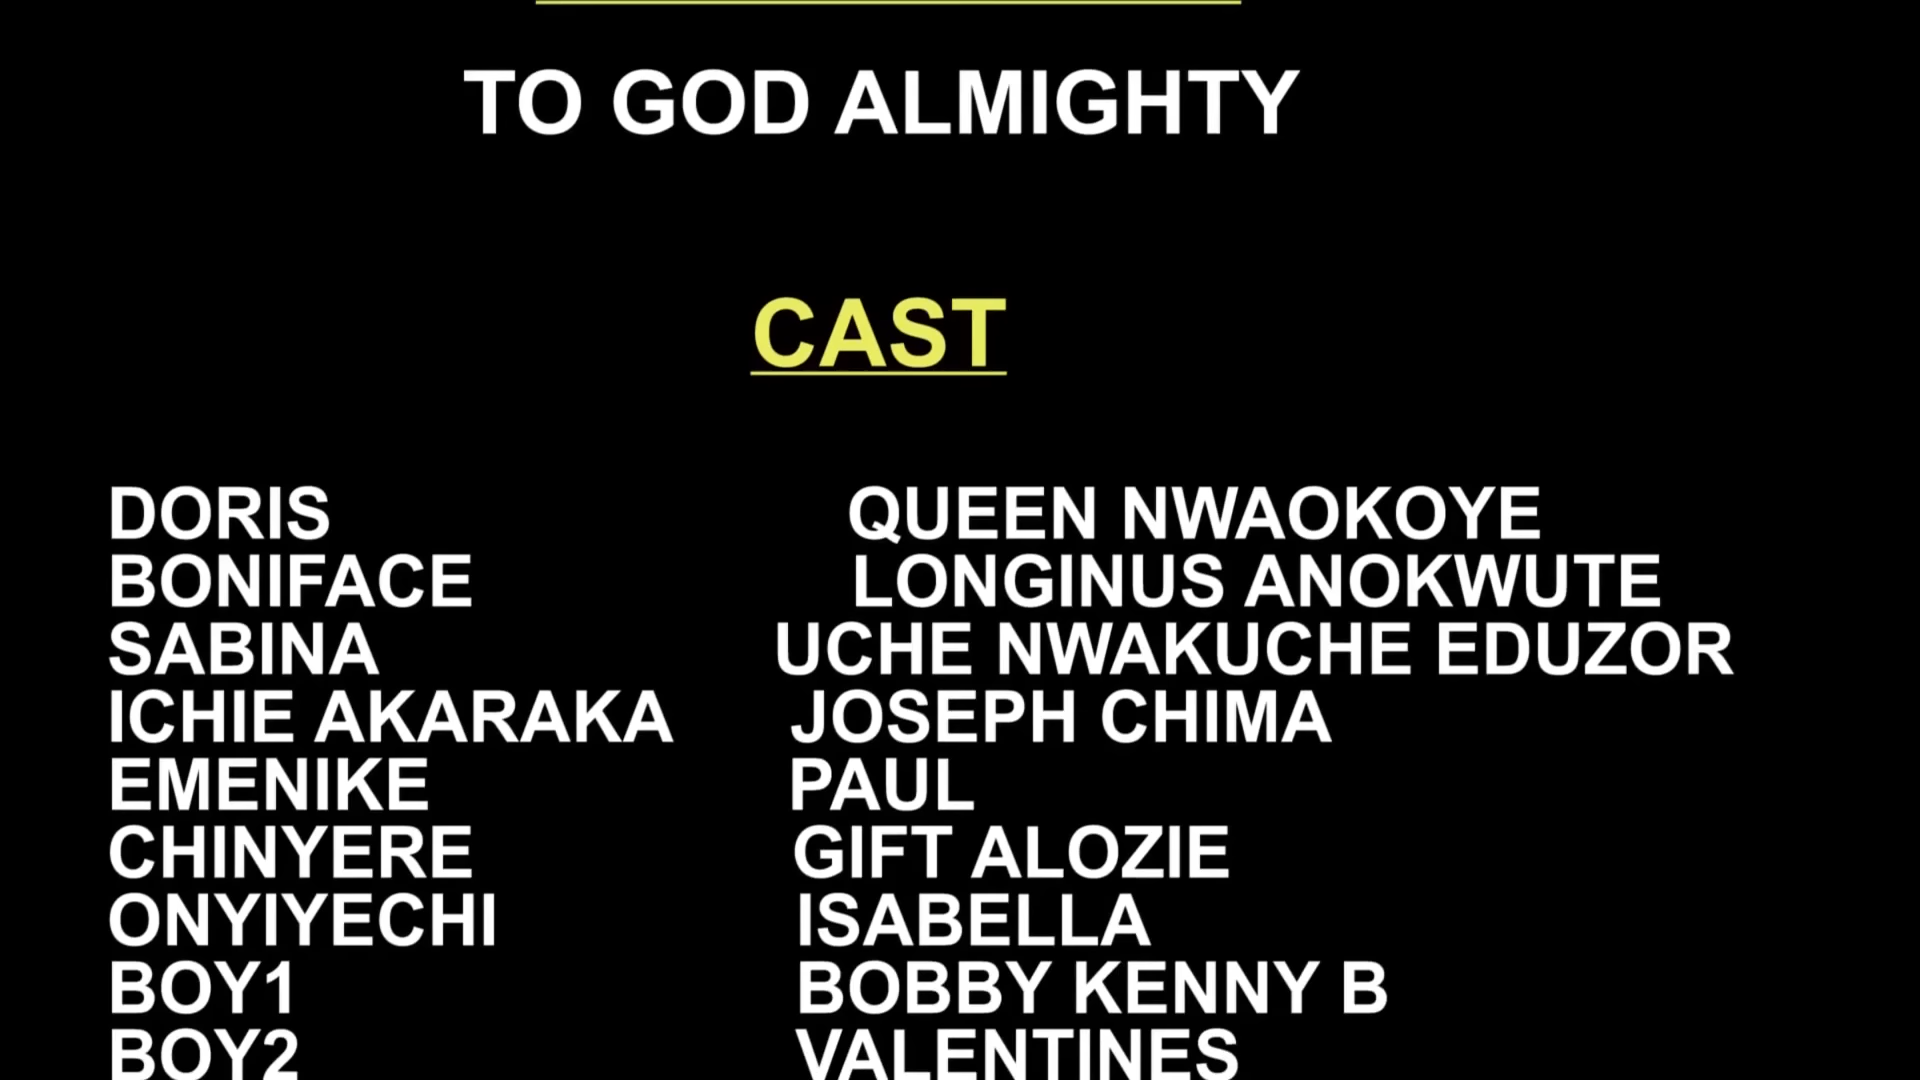 TO GOD ALMIGHTY
CAST
DORIS QUEEN NWAOKOYE
BONIFACE LONGINUS ANOKWUTE
SABINA UCHE NWAKUCHE EDUZOR
ICHIE AKARAKA JOSEPH CHIMA
EMENIKE PAUL
CHINYERE GIFT ALOZIE
ONYIYECHI ISABELLA
BOY1 BOBBY KENNY B
BOY2 VALENTINES